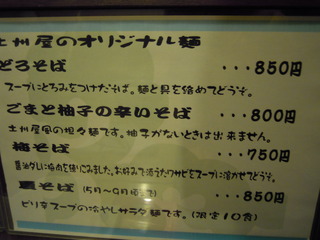 土州屋のオリジナル麺
どろそば ···850円
スープにとろみをつけたそば。麺と具を絡めてどうぞ。
ごまと柚子の辛いそば ···800円
土州屋風の担々麺です。柚子がないときは出来ません。
梅そば ···750円
醤油ダレに梅肉を練りこみました。お好みで添えたワサビをスープに溶かせてどうぞ。
夏そば (5月～9月頃まで) ···850円
ピリ辛スープの冷やしサラダ麺です。(限定10食)